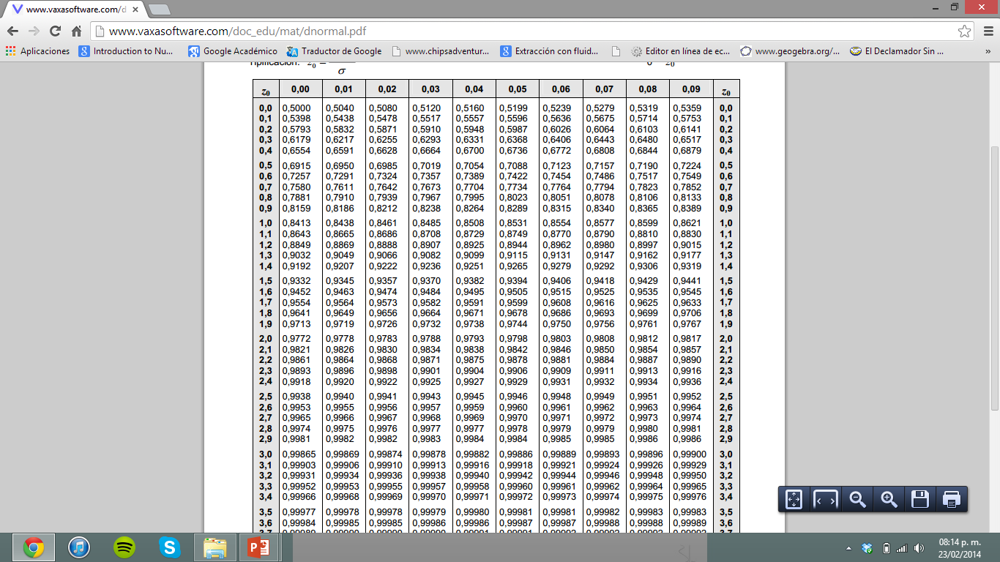 www.vaxasoftware.com/d
www.vaxasoftware.com/doc_edu/mat/dnormal.pdf
Aplicaciones Introduction to Nu... Google Académico Traductor de Google www.chipsadventur... Extracción con fluid... Editor en línea de ec... www.geogebra.org/... El Declamador Sin ... »
σ
z0 0,00 0,01 0,02 0,03 0,04 0,05 0,06 0,07 0,08 0,09 z0
0,0 0,5000 0,5040 0,5080 0,5120 0,5160 0,5199 0,5239 0,5279 0,5319 0,5359 0,0
0,1 0,5398 0,5438 0,5478 0,5517 0,5557 0,5596 0,5636 0,5675 0,5714 0,5753 0,1
0,2 0,5793 0,5832 0,5871 0,5910 0,5948 0,5987 0,6026 0,6064 0,6103 0,6141 0,2
0,3 0,6179 0,6217 0,6255 0,6293 0,6331 0,6368 0,6406 0,6443 0,6480 0,6517 0,3
0,4 0,6554 0,6591 0,6628 0,6664 0,6700 0,6736 0,6772 0,6808 0,6844 0,6879 0,4
0,5 0,6915 0,6950 0,6985 0,7019 0,7054 0,7088 0,7123 0,7157 0,7190 0,7224 0,5
0,6 0,7257 0,7291 0,7324 0,7357 0,7389 0,7422 0,7454 0,7486 0,7517 0,7549 0,6
0,7 0,7580 0,7611 0,7642 0,7673 0,7704 0,7734 0,7764 0,7794 0,7823 0,7852 0,7
0,8 0,7881 0,7910 0,7939 0,7967 0,7995 0,8023 0,8051 0,8078 0,8106 0,8133 0,8
0,9 0,8159 0,8186 0,8212 0,8238 0,8264 0,8289 0,8315 0,8340 0,8365 0,8389 0,9
1,0 0,8413 0,8438 0,8461 0,8485 0,8508 0,8531 0,8554 0,8577 0,8599 0,8621 1,0
1,1 0,8643 0,8665 0,8686 0,8708 0,8729 0,8749 0,8770 0,8790 0,8810 0,8830 1,1
1,2 0,8849 0,8869 0,8888 0,8907 0,8925 0,8944 0,8962 0,8980 0,8997 0,9015 1,2
1,3 0,9032 0,9049 0,9066 0,9082 0,9099 0,9115 0,9131 0,9147 0,9162 0,9177 1,3
1,4 0,9192 0,9207 0,9222 0,9236 0,9251 0,9265 0,9279 0,9292 0,9306 0,9319 1,4
1,5 0,9332 0,9345 0,9357 0,9370 0,9382 0,9394 0,9406 0,9418 0,9429 0,9441 1,5
1,6 0,9452 0,9463 0,9474 0,9484 0,9495 0,9505 0,9515 0,9525 0,9535 0,9545 1,6
1,7 0,9554 0,9564 0,9573 0,9582 0,9591 0,9599 0,9608 0,9616 0,9625 0,9633 1,7
1,8 0,9641 0,9649 0,9656 0,9664 0,9671 0,9678 0,9686 0,9693 0,9699 0,9706 1,8
1,9 0,9713 0,9719 0,9726 0,9732 0,9738 0,9744 0,9750 0,9756 0,9761 0,9767 1,9
2,0 0,9772 0,9778 0,9783 0,9788 0,9793 0,9798 0,9803 0,9808 0,9812 0,9817 2,0
2,1 0,9821 0,9826 0,9830 0,9834 0,9838 0,9842 0,9846 0,9850 0,9854 0,9857 2,1
2,2 0,9861 0,9864 0,9868 0,9871 0,9875 0,9878 0,9881 0,9884 0,9887 0,9890 2,2
2,3 0,9893 0,9896 0,9898 0,9901 0,9904 0,9906 0,9909 0,9911 0,9913 0,9916 2,3
2,4 0,9918 0,9920 0,9922 0,9925 0,9927 0,9929 0,9931 0,9932 0,9934 0,9936 2,4
2,5 0,9938 0,9940 0,9941 0,9943 0,9945 0,9946 0,9948 0,9949 0,9951 0,9952 2,5
2,6 0,9953 0,9955 0,9956 0,9957 0,9959 0,9960 0,9961 0,9962 0,9963 0,9964 2,6
2,7 0,9965 0,9966 0,9967 0,9968 0,9969 0,9970 0,9971 0,9972 0,9973 0,9974 2,7
2,8 0,9974 0,9975 0,9976 0,9977 0,9977 0,9978 0,9979 0,9979 0,9980 0,9981 2,8
2,9 0,9981 0,9982 0,9982 0,9983 0,9984 0,9984 0,9985 0,9985 0,9986 0,9986 2,9
3,0 0,99865 0,99869 0,99874 0,99878 0,99882 0,99886 0,99889 0,99893 0,99896 0,99900 3,0
3,1 0,99903 0,99906 0,99910 0,99913 0,99916 0,99918 0,99921 0,99924 0,99926 0,99929 3,1
3,2 0,99931 0,99934 0,99936 0,99938 0,99940 0,99942 0,99944 0,99946 0,99948 0,99950 3,2
3,3 0,99952 0,99953 0,99955 0,99957 0,99958 0,99960 0,99961 0,99962 0,99964 0,99965 3,3
3,4 0,99966 0,99968 0,99969 0,99970 0,99971 0,99972 0,99973 0,99974 0,99975 0,99976 3,4
3,5 0,99977 0,99978 0,99978 0,99979 0,99980 0,99981 0,99981 0,99982 0,99983 0,99983 3,5
3,6 0,99984 0,99985 0,99985 0,99986 0,99986 0,99987 0,99987 0,99988 0,99988 0,99989 3,6
08:14 p. m.
23/02/2014